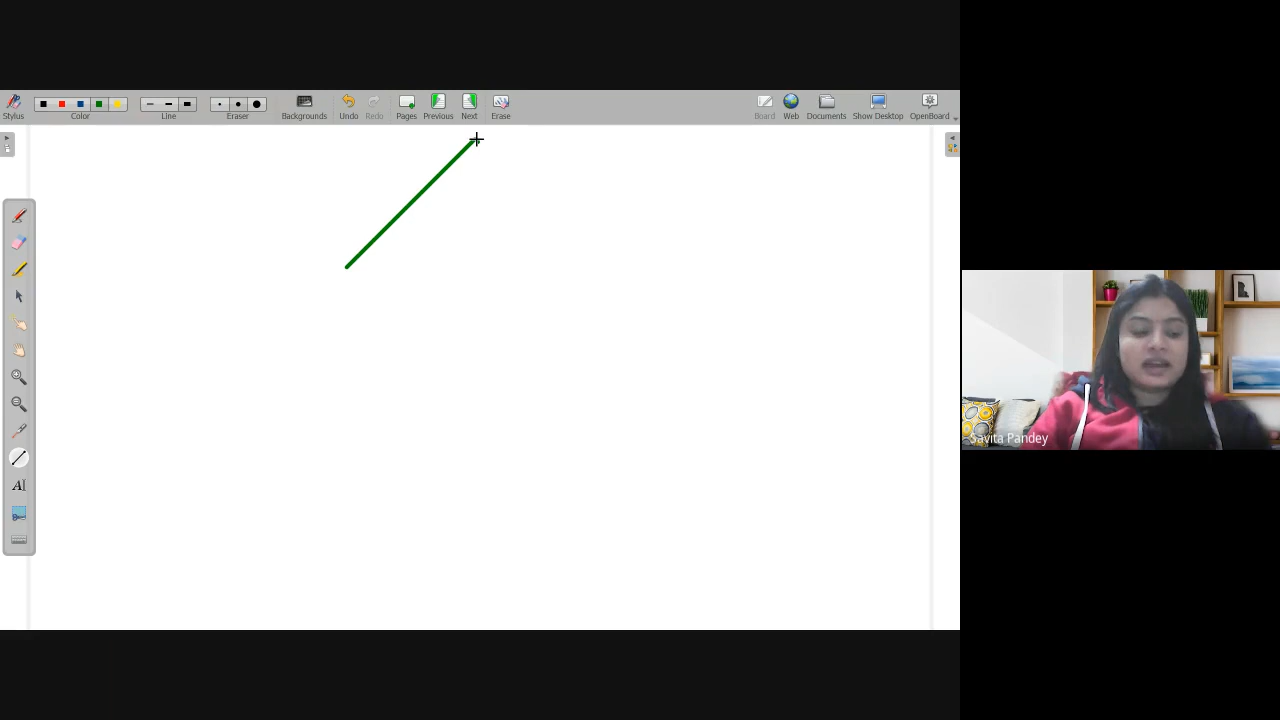 Stylus Color Line Eraser Backgrounds Undo Redo Pages Previous Next Erase Board Web Documents Show Desktop OpenBoard
AI
Savita Pandey